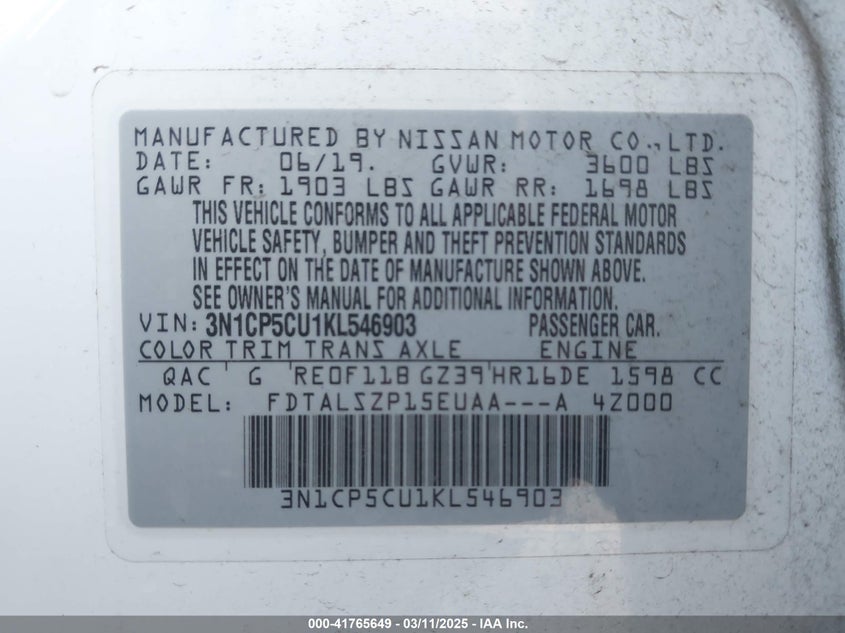 MANUFACTURED BY NISSAN MOTOR CO., LTD.
DATE: 06/19. GVWR: 3600 LBS
GAWR FR: 1903 LBS GAWR RR: 1698 LBS
THIS VEHICLE CONFORMS TO ALL APPLICABLE FEDERAL MOTOR
VEHICLE SAFETY, BUMPER AND THEFT PREVENTION STANDARDS
IN EFFECT ON THE DATE OF MANUFACTURE SHOWN ABOVE.
SEE OWNER'S MANUAL FOR ADDITIONAL INFORMATION.
VIN: 3N1CP5CU1KL546903 PASSENGER CAR.
COLOR TRIM TRANS AXLE ENGINE
QAC G RE0F11B GZ39 HR16DE 1598 CC
MODEL: FDTALSZP15EUAA---A 4Z000
3N1CP5CU1KL546903
000-41765649 / 03/11/2025 - IAA, Inc.